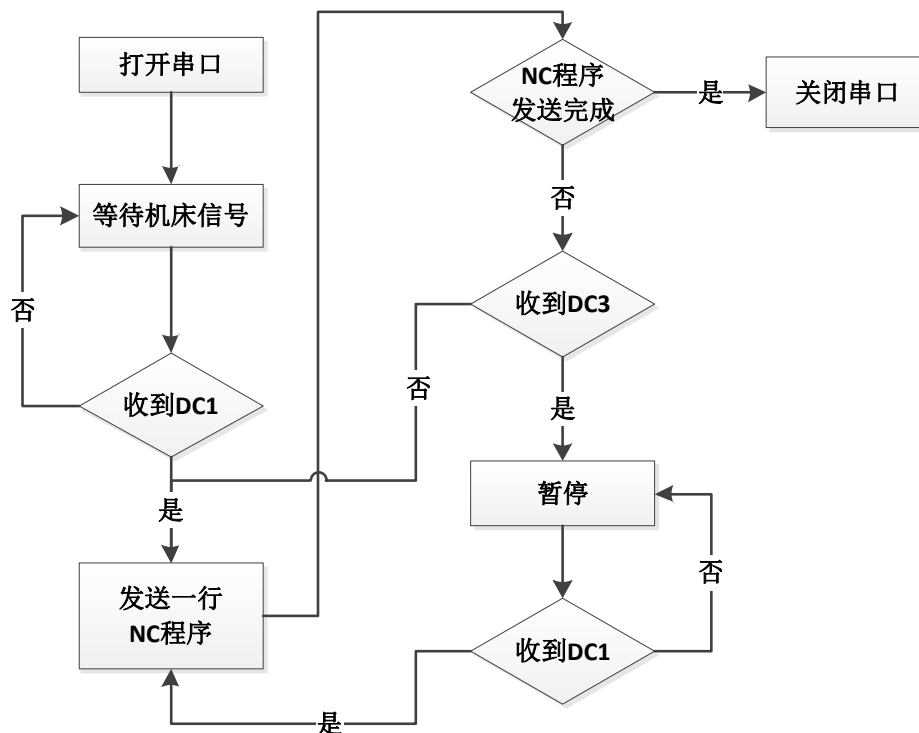 打开串口
等待机床信号
否
收到DC1
是
发送一行
NC程序
NC程序
发送完成
是
关闭串口
否
收到DC3
否
是
暂停
否
收到DC1
是